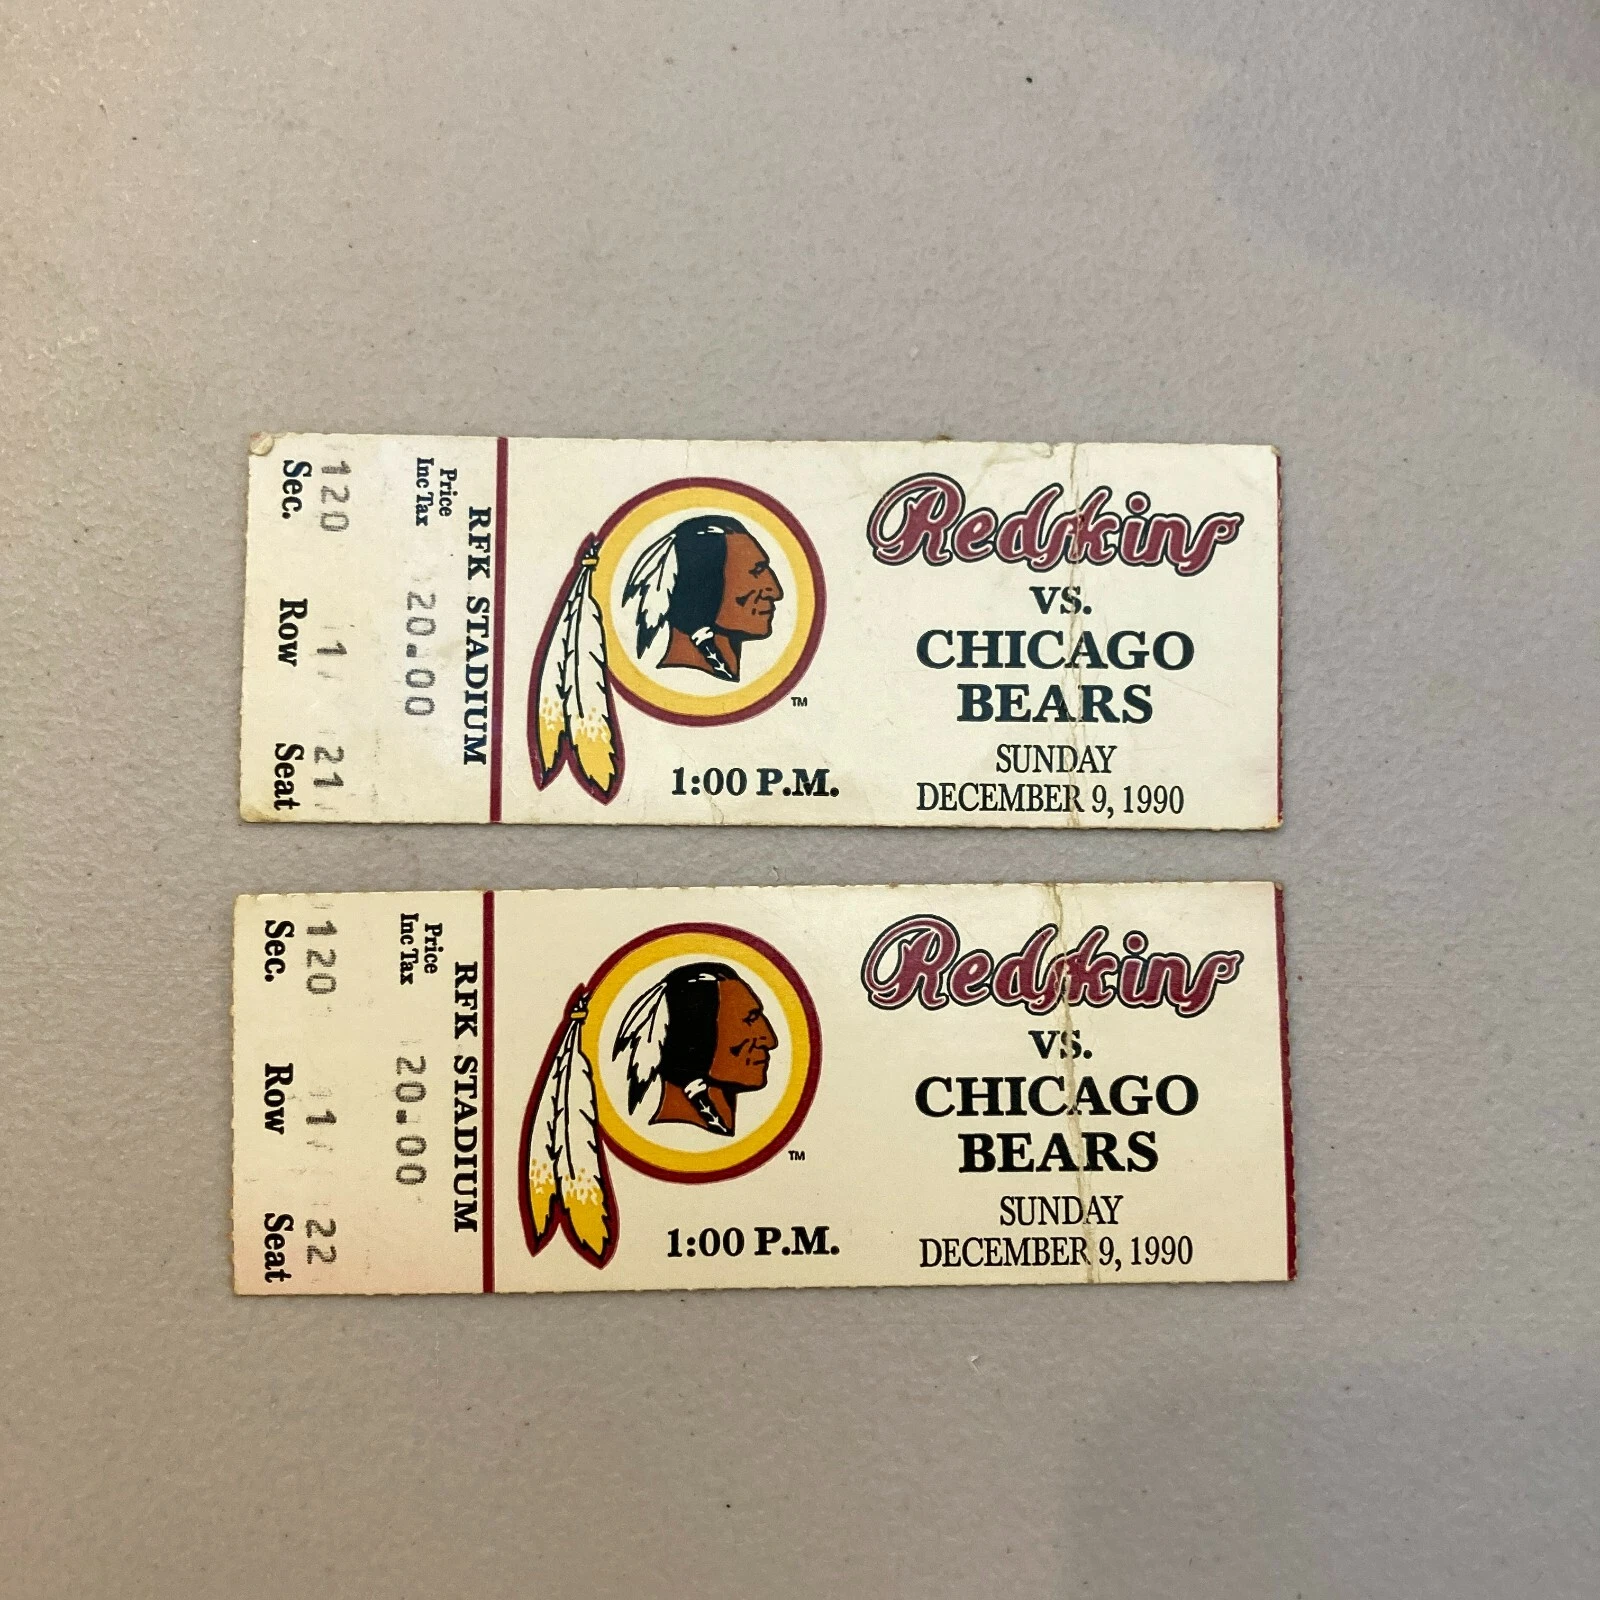 120 1 21
Sec. Row Seat
Price
Inc Tax
20.00
RFK STADIUM
Redskins
VS.
CHICAGO
BEARS
SUNDAY
DECEMBER 9, 1990
1:00 P.M.
TM
120 1 22
Sec. Row Seat
Price
Inc Tax
20.00
RFK STADIUM
Redskins
VS.
CHICAGO
BEARS
SUNDAY
DECEMBER 9, 1990
1:00 P.M.
TM